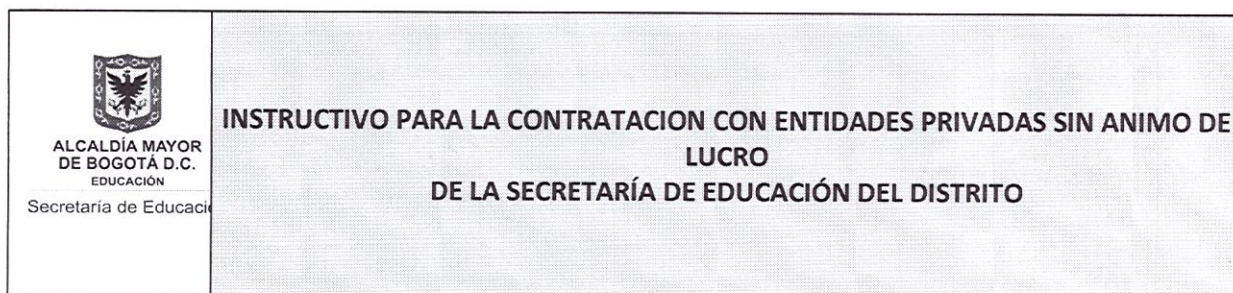 ALCALDÍA MAYOR
DE BOGOTÁ D.C.
EDUCACIÓN
Secretaría de Educació
INSTRUCTIVO PARA LA CONTRATACION CON ENTIDADES PRIVADAS SIN ANIMO DE
LUCRO
DE LA SECRETARÍA DE EDUCACIÓN DEL DISTRITO